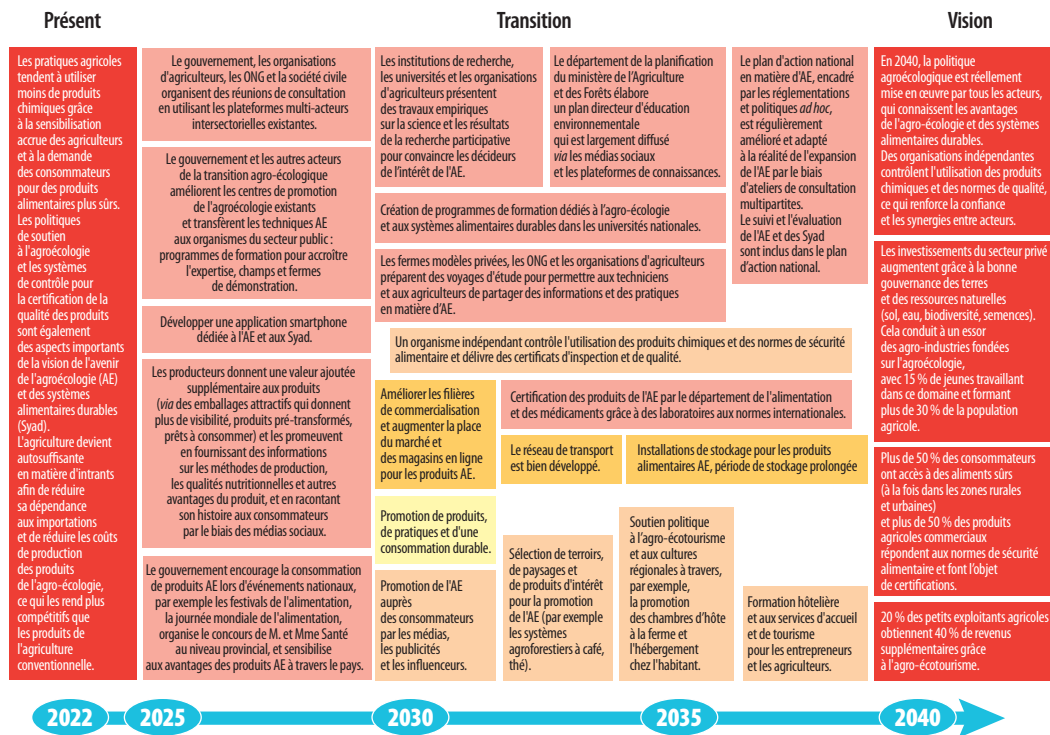 Présent
Transition
Vision
Les pratiques agricoles
tendent à utiliser
moins de produits
chimiques grâce
à la sensibilisation
accrue des agriculteurs
et à la demande
des consommateurs
pour des produits
alimentaires plus sûrs.
Les politiques
de soutien
à l'agroécologie
et les systèmes
de contrôle pour
la certification de la
qualité des produits
sont également
des aspects importants
de la vision de l'avenir
de l'agroécologie (AE)
et des systèmes
alimentaires durables
(Syad).
L'agriculture devient
autosuffisante
en matière d'intrants
afin de réduire
sa dépendance
aux importations
et de réduire les coûts
de production
des produits
de l'agro-écologie,
ce qui les rend plus
compétitifs que
les produits de
l'agriculture
conventionnelle.
Le gouvernement, les organisations
d'agriculteurs, les ONG et la société civile
organisent des réunions de consultation
en utilisant les plateformes multi-acteurs
intersectorielles existantes.
Le gouvernement et les autres acteurs
de la transition agro-écologique
améliorent les centres de promotion
de l'agroécologie existants
et transfèrent les techniques AE
aux organismes du secteur public :
programmes de formation pour accroître
l'expertise, champs et fermes
de démonstration.
Développer une application smartphone
dédiée à l'AE et aux Syad.
Les producteurs donnent une valeur ajoutée
supplémentaire aux produits
(via des emballages attractifs qui donnent
plus de visibilité, produits pré-transformés,
prêts à consommer) et les promeuvent
en fournissant des informations
sur les méthodes de production,
les qualités nutritionnelles et autres
avantages du produit, et en racontant
son histoire aux consommateurs
par le biais des médias sociaux.
Le gouvernement encourage la consommation
de produits AE lors d'événements nationaux,
par exemple les festivals de l'alimentation,
la journée mondiale de l'alimentation,
organise le concours de M. et Mme Santé
au niveau provincial, et sensibilise
aux avantages des produits AE à travers le pays.
Les institutions de recherche,
les universités et les organisations
d'agriculteurs présentent
des travaux empiriques
sur la science et les résultats
de la recherche participative
pour convaincre les décideurs
de l'intérêt de l'AE.
Le département de la planification
du ministère de l'Agriculture
et des Forêts élabore
un plan directeur d'éducation
environnementale
qui est largement diffusé
via les médias sociaux
et les plateformes de connaissances.
Le plan d'action national
en matière d'AE, encadré
par les réglementations
et politiques ad hoc,
est régulièrement
amélioré et adapté
à la réalité de l'expansion
de l'AE par le biais
d'ateliers de consultation
multipartites.
Le suivi et l'évaluation
de l'AE et des Syad
sont inclus dans le plan
d'action national.
Création de programmes de formation dédiés à l'agro-écologie
et aux systèmes alimentaires durables dans les universités nationales.
Les fermes modèles privées, les ONG et les organisations d'agriculteurs
préparent des voyages d'étude pour permettre aux techniciens
et aux agriculteurs de partager des informations et des pratiques
en matière d'AE.
Un organisme indépendant contrôle l'utilisation des produits chimiques et des normes de sécurité
alimentaire et délivre des certificats d'inspection et de qualité.
Améliorer les filières
de commercialisation
et augmenter la place
du marché et
des magasins en ligne
pour les produits AE.
Certification des produits de l'AE par le département de l'alimentation
et des médicaments grâce à des laboratoires aux normes internationales.
Le réseau de transport
est bien développé.
Installations de stockage pour les produits
alimentaires AE, période de stockage prolongée
Promotion de produits,
de pratiques et d'une
consommation durable.
Promotion de l'AE
auprès
des consommateurs
par les médias,
les publicités
et les influenceurs.
Sélection de terroirs,
de paysages et
de produits d'intérêt
pour la promotion
de l'AE (par exemple
les systèmes
agroforestiers à café,
thé).
Soutien politique
à l'agro-écotourisme
et aux cultures
régionales à travers,
par exemple,
la promotion
des chambres d'hôte
à la ferme et
l'hébergement
chez l'habitant.
Formation hôtelière
et aux services d'accueil
et de tourisme
pour les entrepreneurs
et les agriculteurs.
En 2040, la politique
agroécologique est réellement
mise en œuvre par tous les acteurs,
qui connaissent les avantages
de l'agro-écologie et des systèmes
alimentaires durables.
Des organisations indépendantes
contrôlent l'utilisation des produits
chimiques et des normes de qualité,
ce qui renforce la confiance
et les synergies entre acteurs.
Les investissements du secteur privé
augmentent grâce à la bonne
gouvernance des terres
et des ressources naturelles
(sol, eau, biodiversité, semences).
Cela conduit à un essor
des agro-industries fondées
sur l'agroécologie,
avec 15 % de jeunes travaillant
dans ce domaine et formant
plus de 30 % de la population
agricole.
Plus de 50 % des consommateurs
ont accès à des aliments sûrs
(à la fois dans les zones rurales
et urbaines)
et plus de 50 % des produits
agricoles commerciaux
répondent aux normes de sécurité
alimentaire et font l'objet
de certifications.
20 % des petits exploitants agricoles
obtiennent 40 % de revenus
supplémentaires grâce
à l'agro-écotourisme.
2022
2025
2030
2035
2040